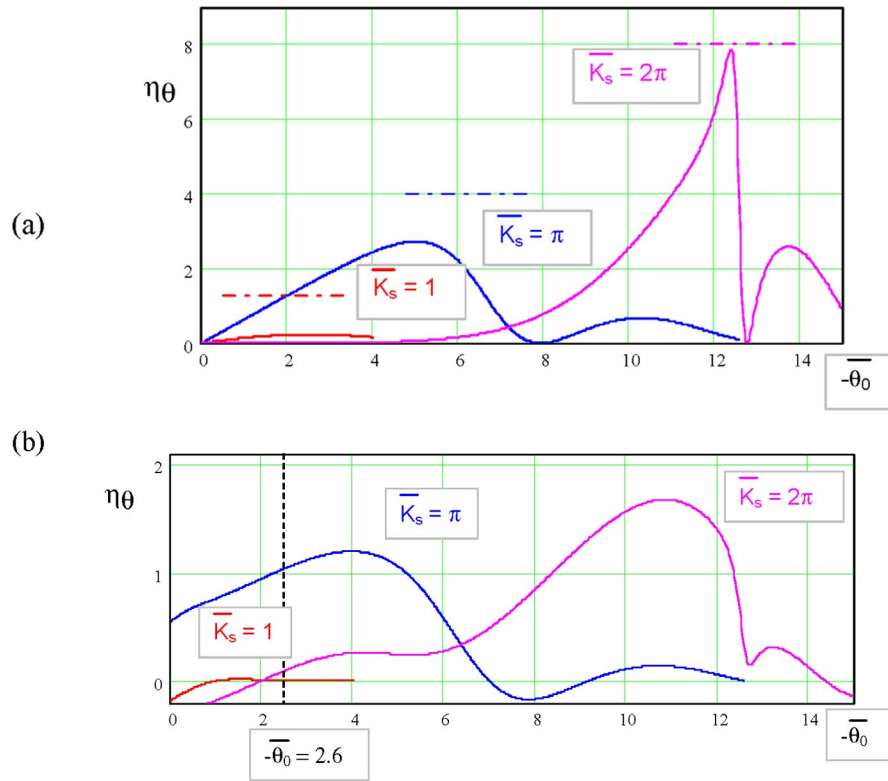 (a)
ηθ
8
6
4
2
0
K̅s̅ = 2π
K̅s̅ = π
K̅s̅ = 1
0 2 4 6 8 10 12 14
-θ̅0̅
(b)
ηθ
2
1
0
K̅s̅ = π
K̅s̅ = 2π
K̅s̅ = 1
0 2 4 6 8 10 12 14
-θ̅0̅ = 2.6
-θ̅0̅